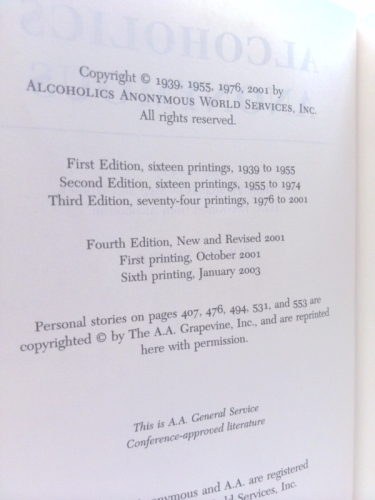 Copyright © 1939, 1955, 1976, 2001 by
ALCOHOLICS ANONYMOUS WORLD SERVICES, INC.
All rights reserved.
First Edition, sixteen printings, 1939 to 1955
Second Edition, sixteen printings, 1955 to 1974
Third Edition, seventy-four printings, 1976 to 2001
Fourth Edition, New and Revised 2001
First printing, October 2001
Sixth printing, January 2003
Personal stories on pages 407, 476, 494, 531, and 553 are
copyrighted © by The A.A. Grapevine, Inc., and are reprinted
here with permission.
This is A.A. General Service
Conference-approved literature
and A.A. are registered
Services, Inc.